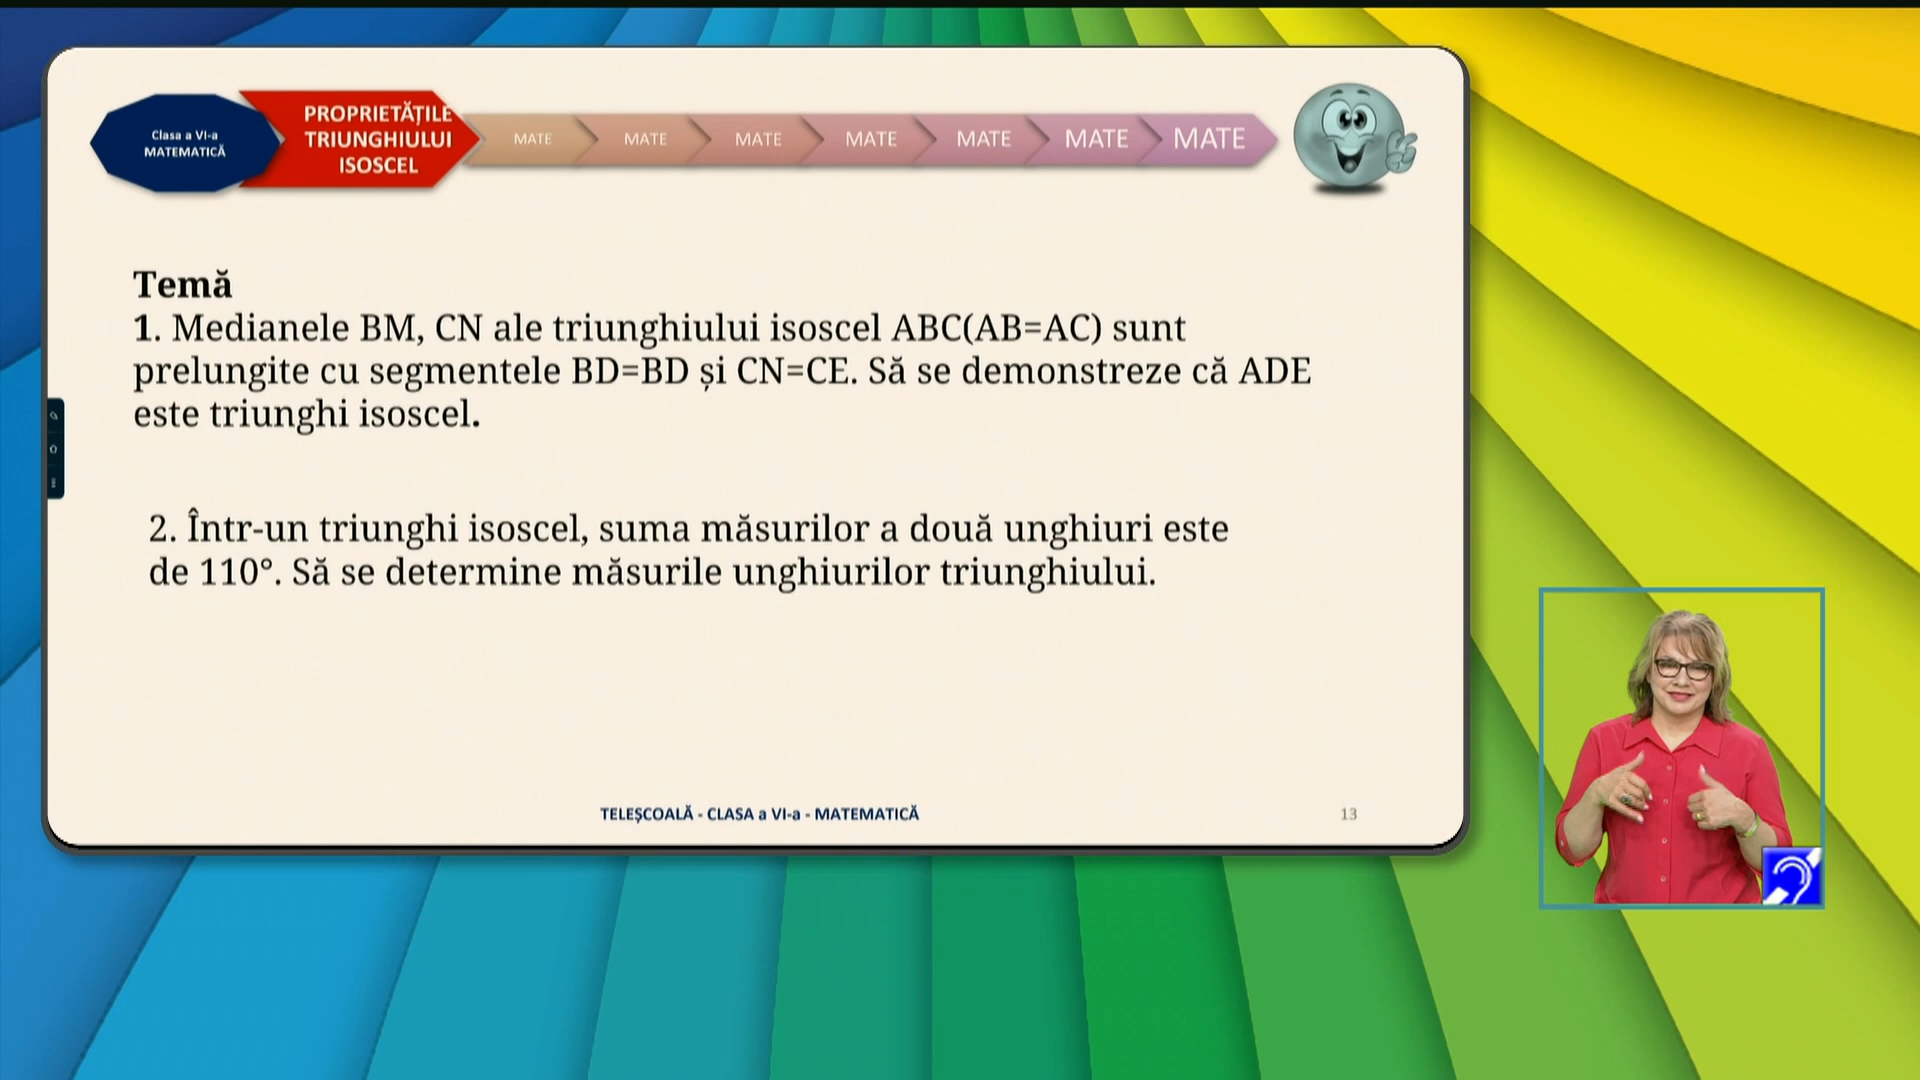 Clasa a VI-a
MATEMATICĂ
PROPRIETĂȚILE
TRIUNGHIULUI
ISOSCEL
MATE
MATE
MATE
MATE
MATE
MATE
MATE
Temă
1. Medianele BM, CN ale triunghiului isoscel ABC(AB=AC) sunt
prelungite cu segmentele BD=BD și CN=CE. Să se demonstreze că ADE
este triunghi isoscel.
2. Într-un triunghi isoscel, suma măsurilor a două unghiuri este
de 110°. Să se determine măsurile unghiurilor triunghiului.
TELEȘCOALĂ - CLASA a VI-a - MATEMATICĂ
13